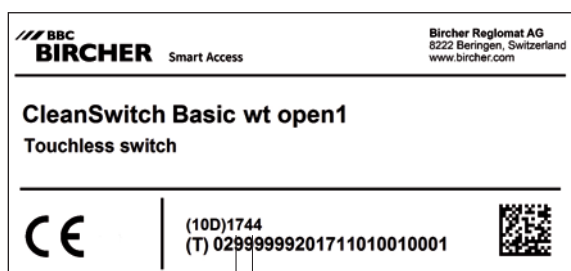 BBC
BIRCHER Smart Access
Bircher Reglomat AG
8222 Beringen, Switzerland
www.bircher.com
CleanSwitch Basic wt open1
Touchless switch
CE
(10D)1744
(T) 02999999201711010010001